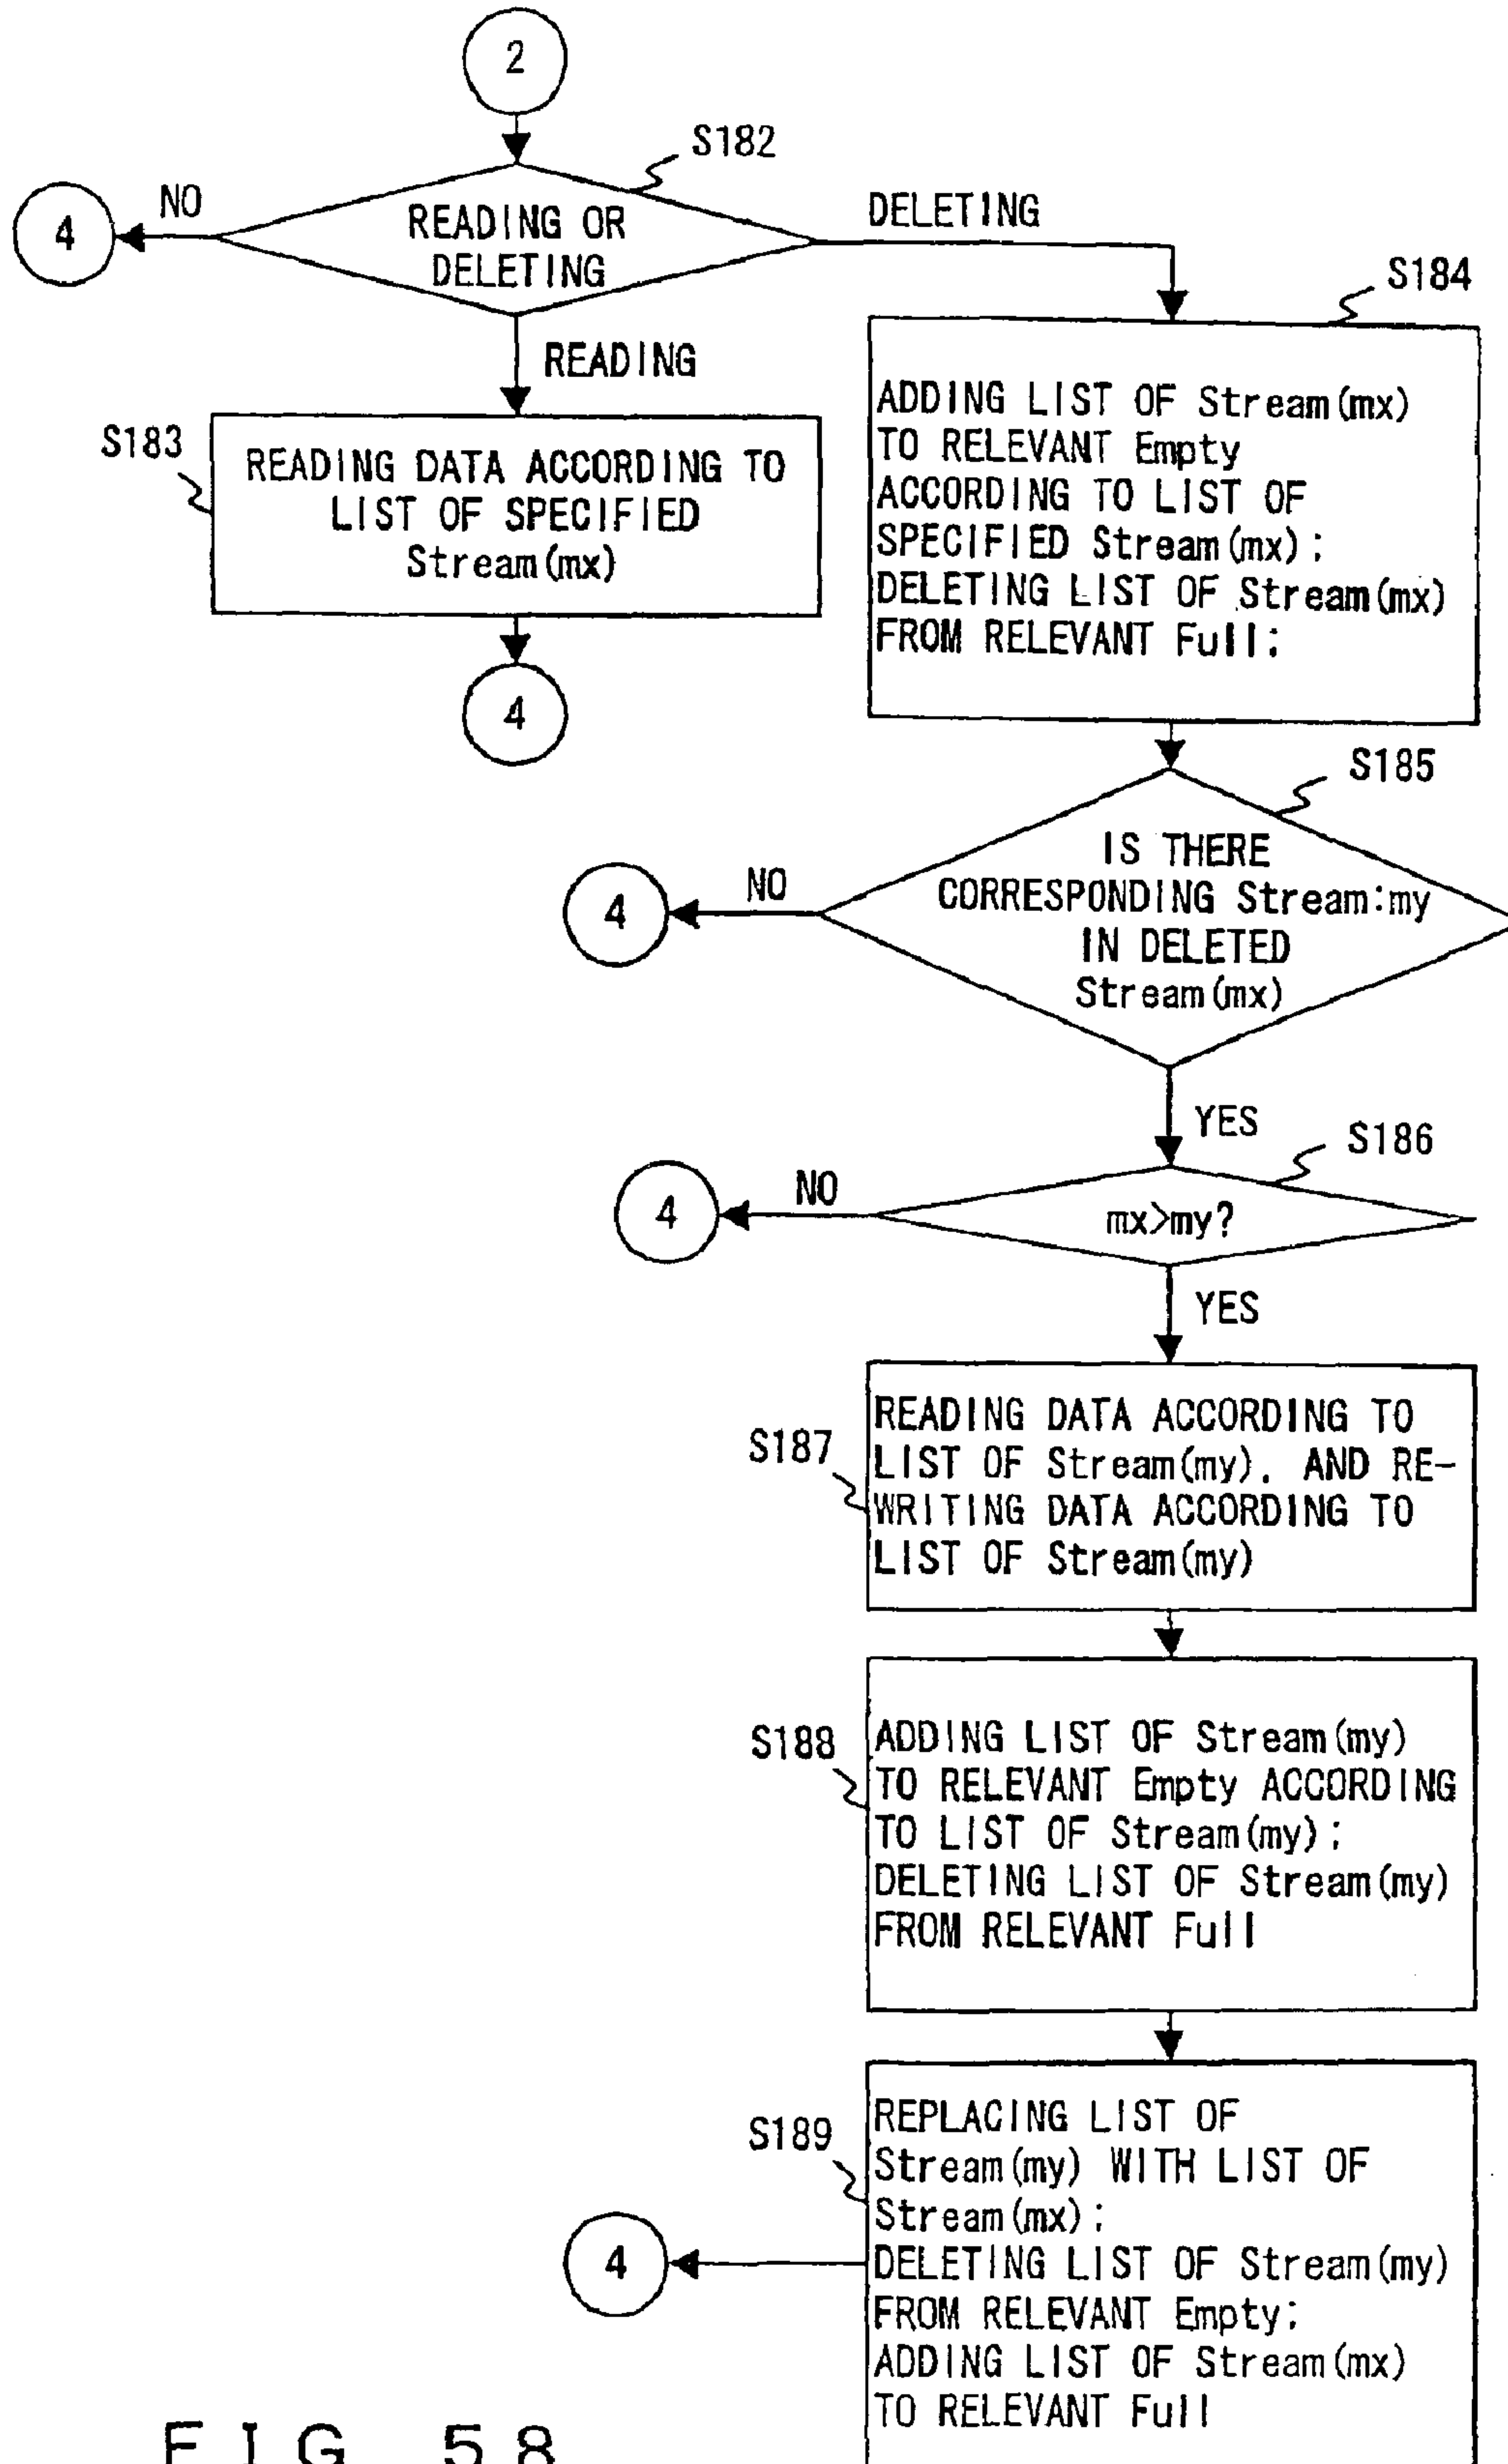 2
S182
NO
4
READING OR
DELETING
DELETING
READING
S183
READING DATA ACCORDING TO
LIST OF SPECIFIED
Stream(mx)
4
S184
ADDING LIST OF Stream(mx)
TO RELEVANT Empty
ACCORDING TO LIST OF
SPECIFIED Stream(mx);
DELETING LIST OF Stream(mx)
FROM RELEVANT Full;
S185
IS THERE
CORRESPONDING Stream:my
IN DELETED
Stream(mx)
NO
4
YES
S186
mx>my?
NO
4
YES
S187
READING DATA ACCORDING TO
LIST OF Stream(my), AND RE-
WRITING DATA ACCORDING TO
LIST OF Stream(my)
S188
ADDING LIST OF Stream(my)
TO RELEVANT Empty ACCORDING
TO LIST OF Stream(my);
DELETING LIST OF Stream(my)
FROM RELEVANT Full
S189
REPLACING LIST OF
Stream(my) WITH LIST OF
Stream(mx);
DELETING LIST OF Stream(my)
FROM RELEVANT Empty;
ADDING LIST OF Stream(mx)
TO RELEVANT Full
4
FIG. 58